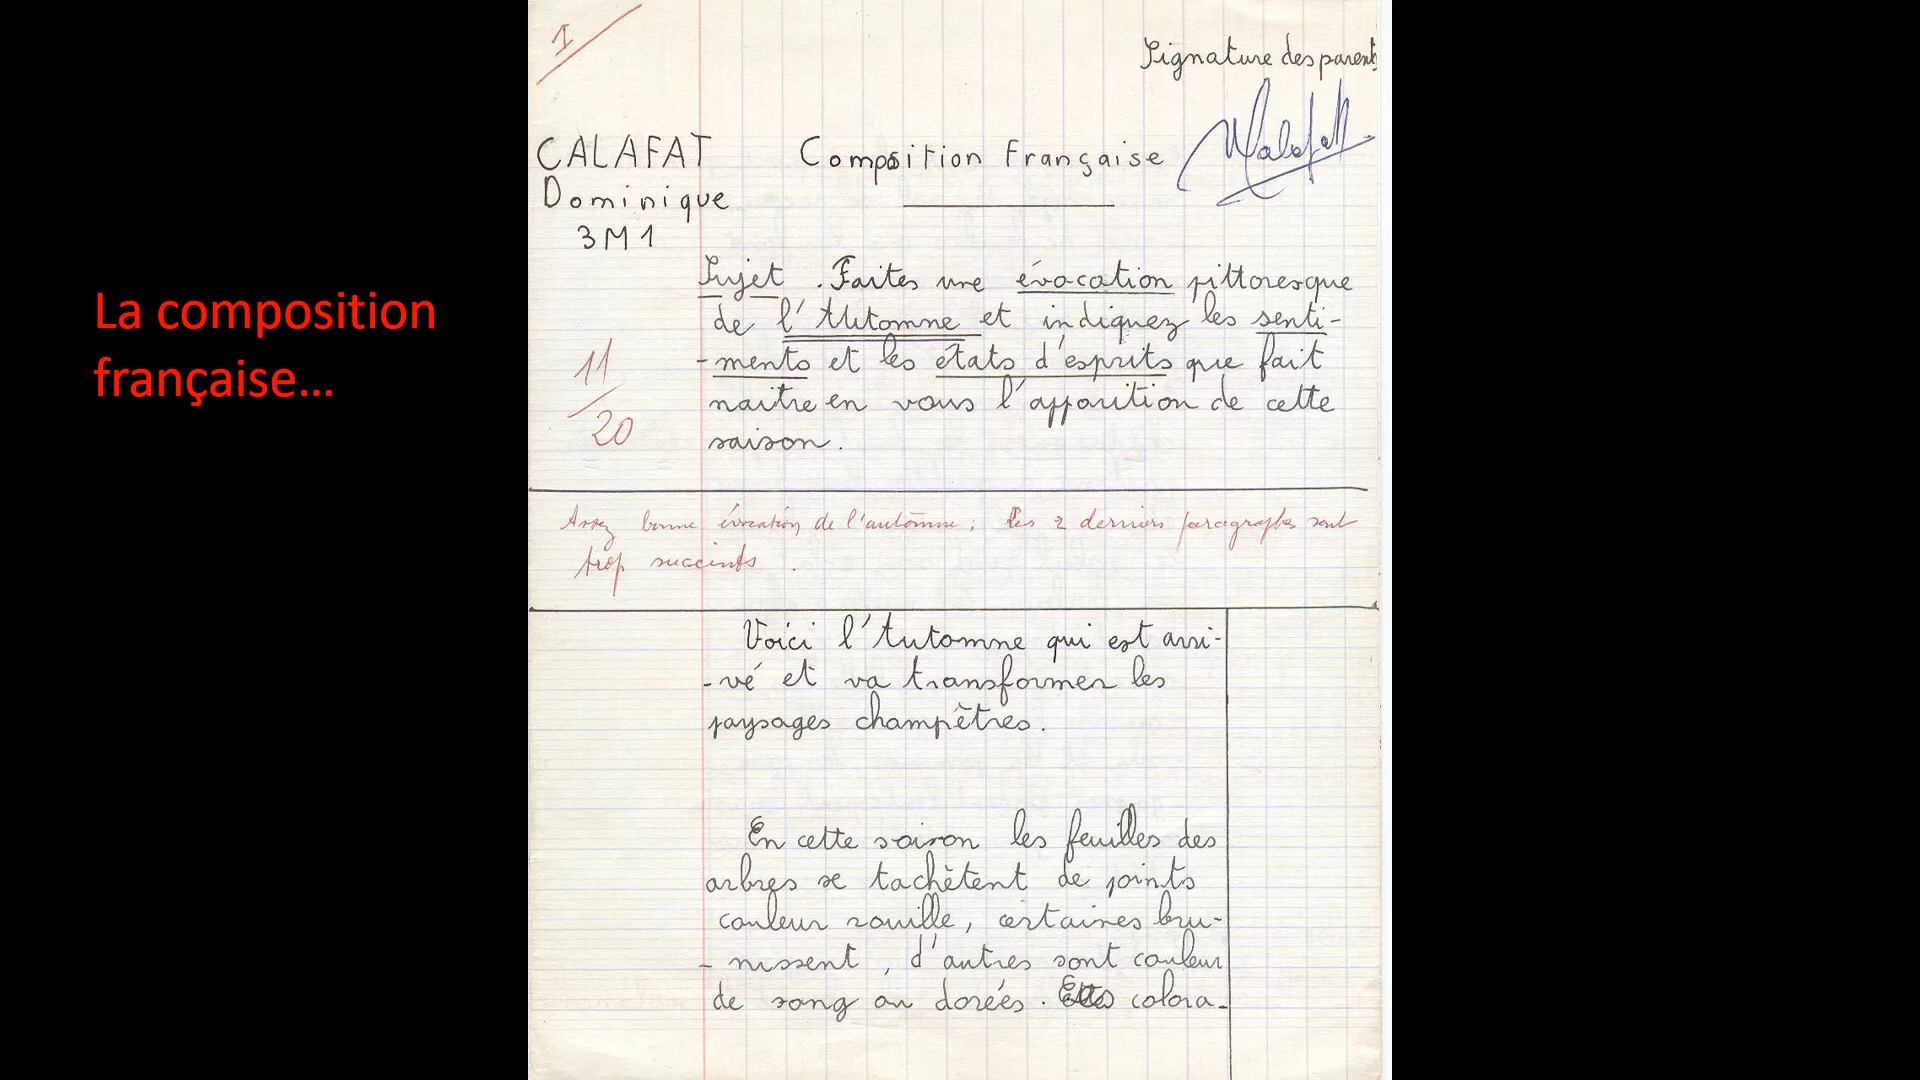 La composition
française...
I
Signature des parents
CALAFAT
Dominique
3M1
Composition Française
11
20
Sujet. Faites une évocation pittoresque
de l'Automne et indiquez les senti-
-ments et les états d'esprits que fait
naitre en vous l'apparition de cette
saison.
Assez bonne évocation de l'automne ; les 2 derniers paragraphes sont
trop succints.
Voici l'Automne qui est arri-
-vé et va transformer les
paysages champêtres.
En cette saison les feuilles des
arbres se tachètent de points
couleur rouille, certaines bru-
-nissent, d'autres sont couleur
de sang ou dorées. colora-